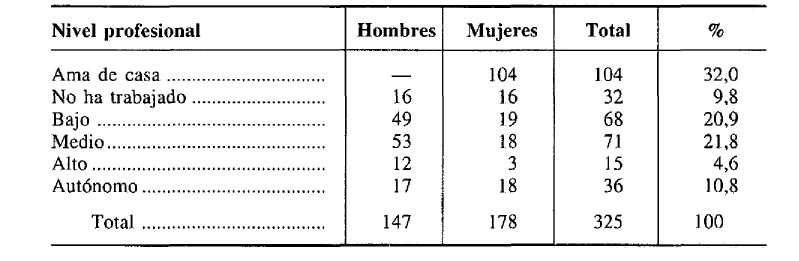 Nivel profesional Hombres Mujeres Total %
Ama de casa ................................ — 104 104 32,0
No ha trabajado ........................... 16 16 32 9,8
Bajo .............................................. 49 19 68 20,9
Medio............................................ 53 18 71 21,8
Alto ............................................... 12 3 15 4,6
Autónomo ..................................... 17 18 36 10,8
Total ..................................... 147 178 325 100